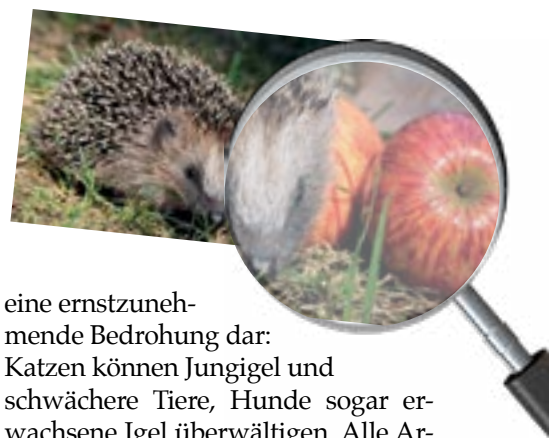 eine ernstzuneh-
mende Bedrohung dar:
Katzen können Jungigel und
schwächere Tiere, Hunde sogar er-
wachsene Igel überwältigen. Alle Ar-